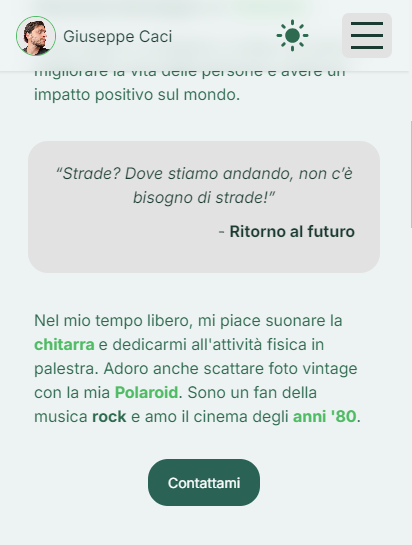 Giuseppe Caci
migliorare la vita delle persone e avere un
impatto positivo sul mondo.
“Strade? Dove stiamo andando, non c’è
bisogno di strade!”
- Ritorno al futuro
Nel mio tempo libero, mi piace suonare la
chitarra e dedicarmi all'attività fisica in
palestra. Adoro anche scattare foto vintage
con la mia Polaroid. Sono un fan della
musica rock e amo il cinema degli anni '80.
Contattami